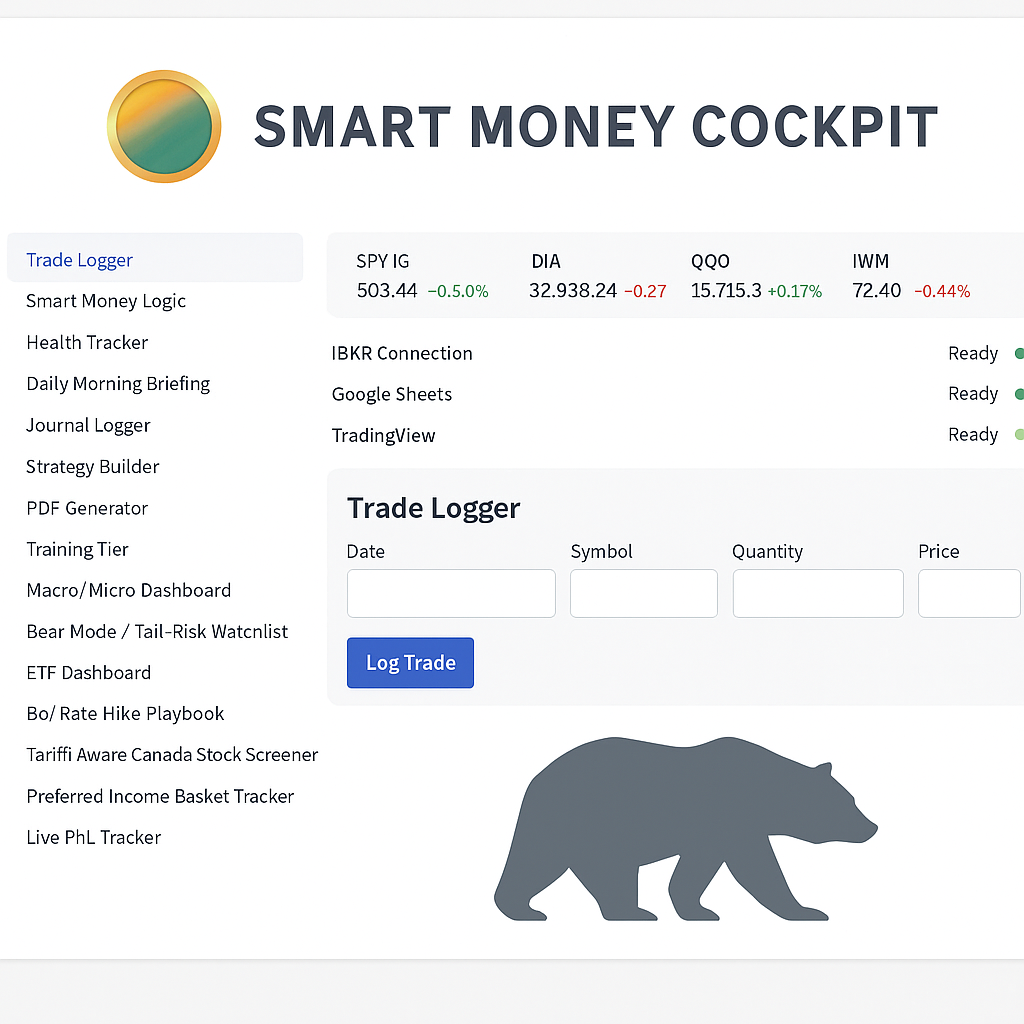 SMART MONEY COCKPIT
Trade Logger
Smart Money Logic
Health Tracker
Daily Morning Briefing
Journal Logger
Strategy Builder
PDF Generator
Training Tier
Macro/Micro Dashboard
Bear Mode / Tail-Risk Watcnlist
ETF Dashboard
Bo/ Rate Hike Playbook
Tariffi Aware Canada Stock Screener
Preferred Income Basket Tracker
Live PhL Tracker
SPY IG DIA QQO IWM
503.44 −0.5.0% 32.938.24 −0.27 15.715.3 +0.17% 72.40 −0.44%
IBKR Connection Ready
Google Sheets Ready
TradingView Ready
Trade Logger
Date Symbol Quantity Price
Log Trade